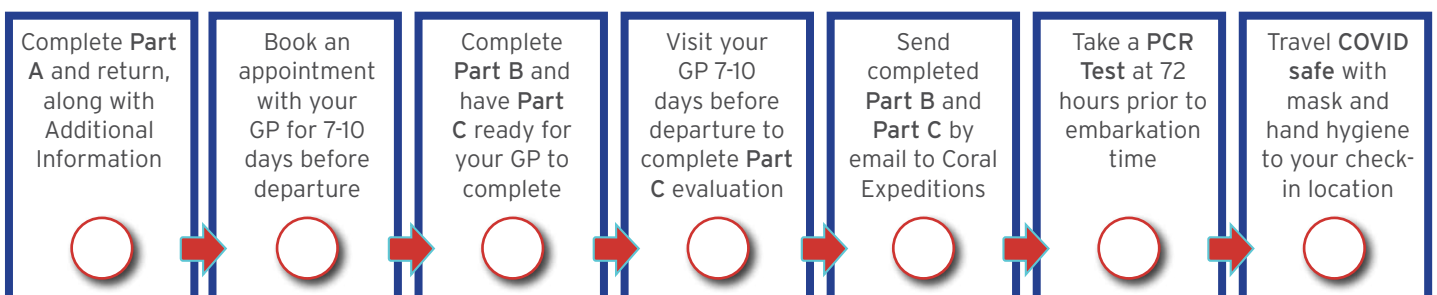 Complete Part
A and return,
along with
Additional
Information
Book an
appointment
with your
GP for 7-10
days before
departure
Complete
Part B and
have Part
C ready for
your GP to
complete
Visit your
GP 7-10
days before
departure to
complete Part
C evaluation
Send
completed
Part B and
Part C by
email to Coral
Expeditions
Take a PCR
Test at 72
hours prior to
embarkation
time
Travel COVID
safe with
mask and
hand hygiene
to your check-
in location